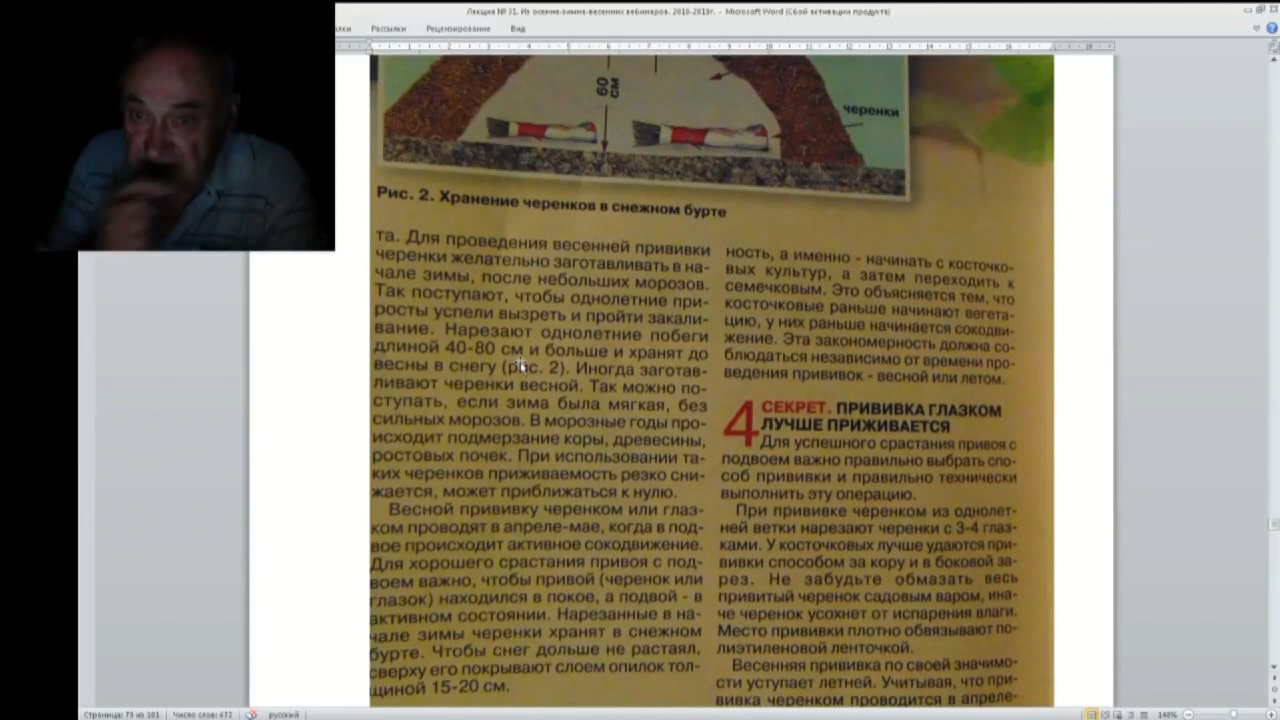 Лекция № 31. Из осенне-зимне-весенних вебинаров. 2018-2019г. - Microsoft Word (Сбой активации продукта)
Рассылки Рецензирование Вид
60 см
черенки
Рис. 2. Хранение черенков в снежном бурте
та. Для проведения весенней прививки
черенки желательно заготавливать в на-
чале зимы, после небольших морозов.
Так поступают, чтобы однолетние при-
росты успели вызреть и пройти закали-
вание. Нарезают однолетние побеги
длиной 40-80 см и больше и хранят до
весны в снегу (рис. 2). Иногда заготав-
ливают черенки весной. Так можно по-
ступать, если зима была мягкая, без
сильных морозов. В морозные годы про-
исходит подмерзание коры, древесины,
ростовых почек. При использовании та-
ких черенков приживаемость резко сни-
жается, может приближаться к нулю.
Весной прививку черенком или глаз-
ком проводят в апреле-мае, когда в под-
вое происходит активное сокодвижение.
Для хорошего срастания привоя с под-
воем важно, чтобы привой (черенок или
глазок) находился в покое, а подвой - в
активном состоянии. Нарезанные в на-
чале зимы черенки хранят в снежном
бурте. Чтобы снег дольше не растаял,
сверху его покрывают слоем опилок тол-
щиной 15-20 см.
ность, а именно - начинать с косточко-
вых культур, а затем переходить к
семечковым. Это объясняется тем, что
косточковые раньше начинают вегета-
цию, у них раньше начинается сокодви-
жение. Эта закономерность должна со-
блюдаться независимо от времени про-
ведения прививок - весной или летом.
4 СЕКРЕТ. ПРИВИВКА ГЛАЗКОМ
ЛУЧШЕ ПРИЖИВАЕТСЯ
Для успешного срастания привоя с
подвоем важно правильно выбрать спо-
соб прививки и правильно технически
выполнить эту операцию.
При прививке черенком из однолет-
ней ветки нарезают черенки с 3-4 глаз-
ками. У косточковых лучше удаются при-
вивки способом за кору и в боковой за-
рез. Не забудьте обмазать весь
привитый черенок садовым варом, ина-
че черенок усохнет от испарения влаги.
Место прививки плотно обвязывают по-
лиэтиленовой ленточкой.
Весенняя прививка по своей значимо-
сти уступает летней. Учитывая, что при-
вивка черенком проводится в апреле-
Страница: 79 из 101 Число слов: 672 русский 148%